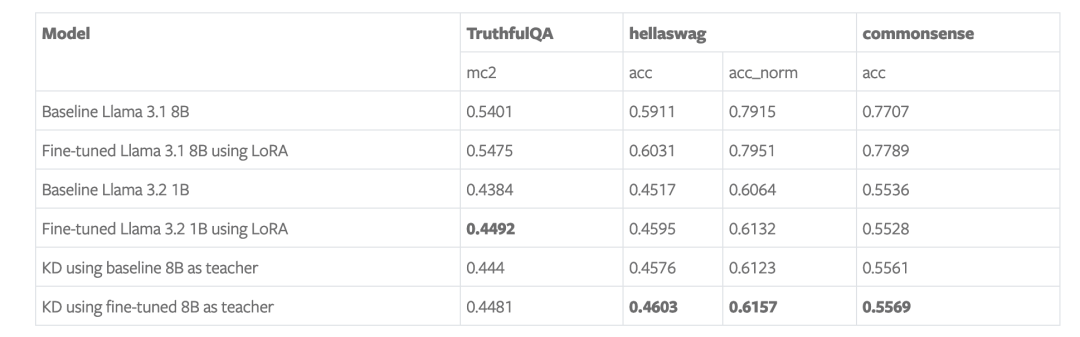 Model TruthfulQA hellaswag commonsense
mc2 acc acc_norm acc
Baseline Llama 3.1 8B 0.5401 0.5911 0.7915 0.7707
Fine-tuned Llama 3.1 8B using LoRA 0.5475 0.6031 0.7951 0.7789
Baseline Llama 3.2 1B 0.4384 0.4517 0.6064 0.5536
Fine-tuned Llama 3.2 1B using LoRA 0.4492 0.4595 0.6132 0.5528
KD using baseline 8B as teacher 0.444 0.4576 0.6123 0.5561
KD using fine-tuned 8B as teacher 0.4481 0.4603 0.6157 0.5569